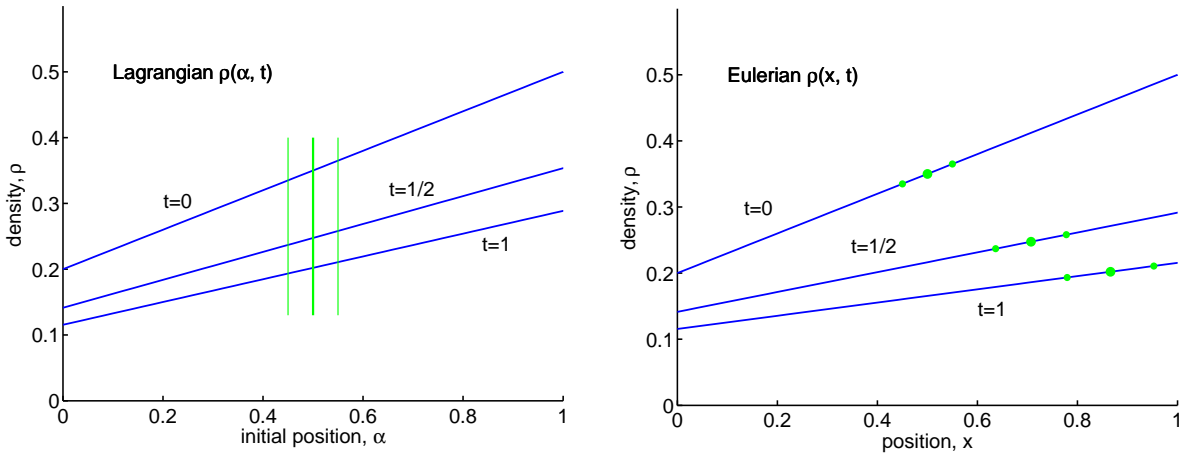 0.5
0.4
0.3
0.2
0.1
0
density, ρ
Lagrangian ρ(α, t)
t=0
t=1/2
t=1
0 0.2 0.4 0.6 0.8 1
initial position, α
0.5
0.4
0.3
0.2
0.1
0
density, ρ
Eulerian ρ(x, t)
t=0
t=1/2
t=1
0 0.2 0.4 0.6 0.8 1
position, x